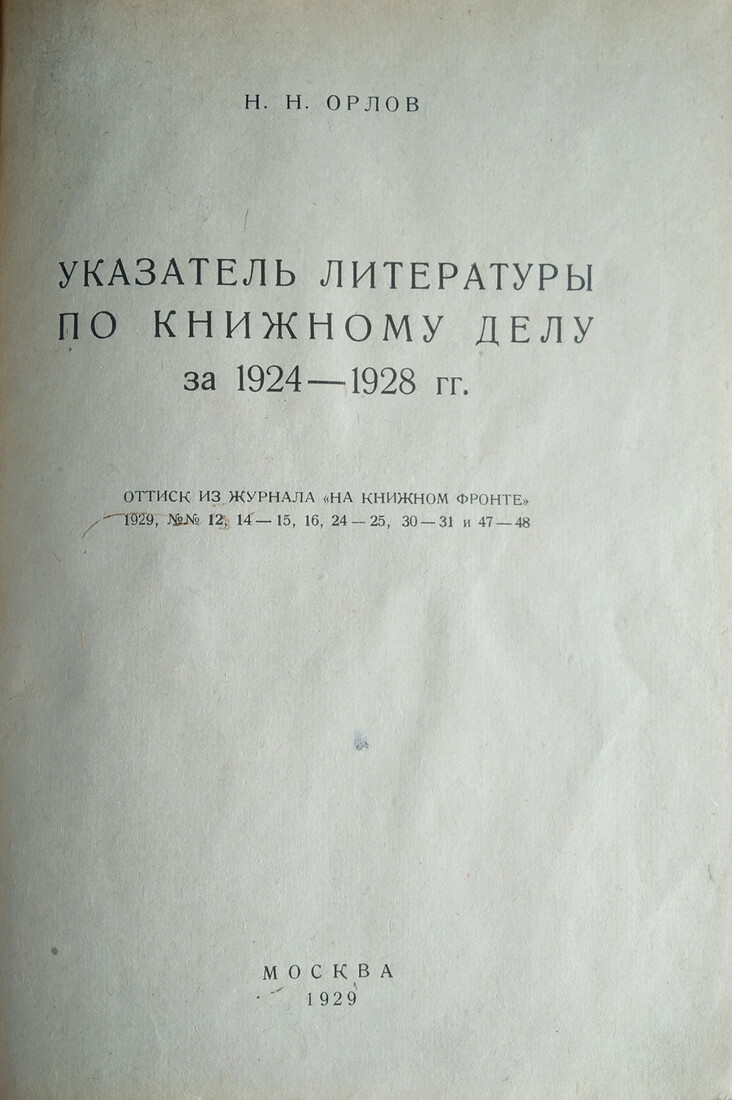 Н. Н. ОРЛОВ
УКАЗАТЕЛЬ ЛИТЕРАТУРЫ
ПО КНИЖНОМУ ДЕЛУ
за 1924—1928 гг.
ОТТИСК ИЗ ЖУРНАЛА «НА КНИЖНОМ ФРОНТЕ»
1929, №№ 12, 14—15, 16, 24—25, 30—31 и 47—48
МОСКВА
1929